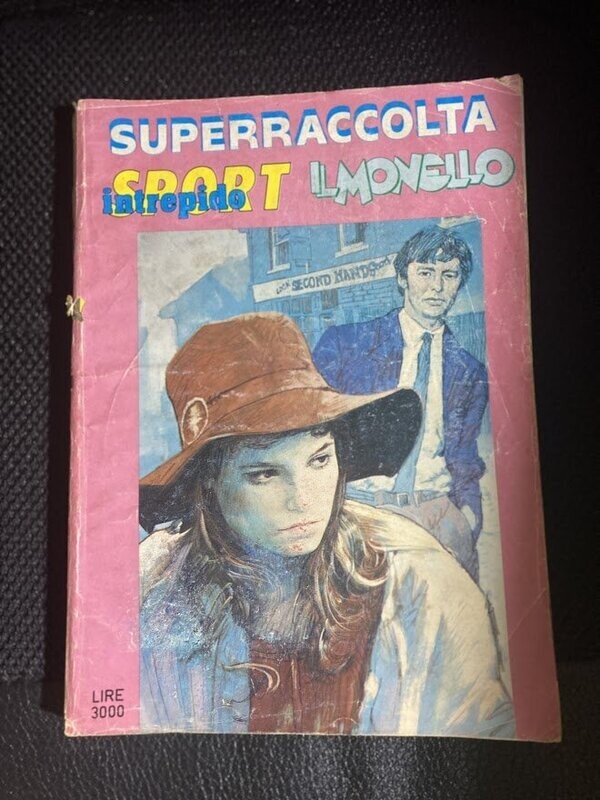 SUPERRACCOLTA
SPORT
intrepido
IL MONELLO
SECOND HAND
LIRE
3000